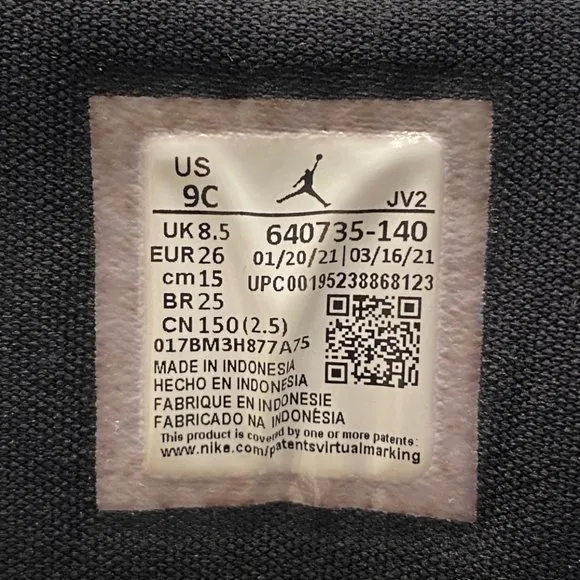 US
9C
JV2
UK 8.5 640735-140
EUR 26 01/20/21|03/16/21
cm 15 UPC00195238868123
BR 25
CN 150(2.5)
017BM3H877A75
MADE IN INDONESIA
HECHO EN INDONESIA
FABRIQUE EN INDONESIE
FABRICADO NA INDONÉSIA
This product is covered by one or more patents:
www.nike.com/patentsvirtualmarking